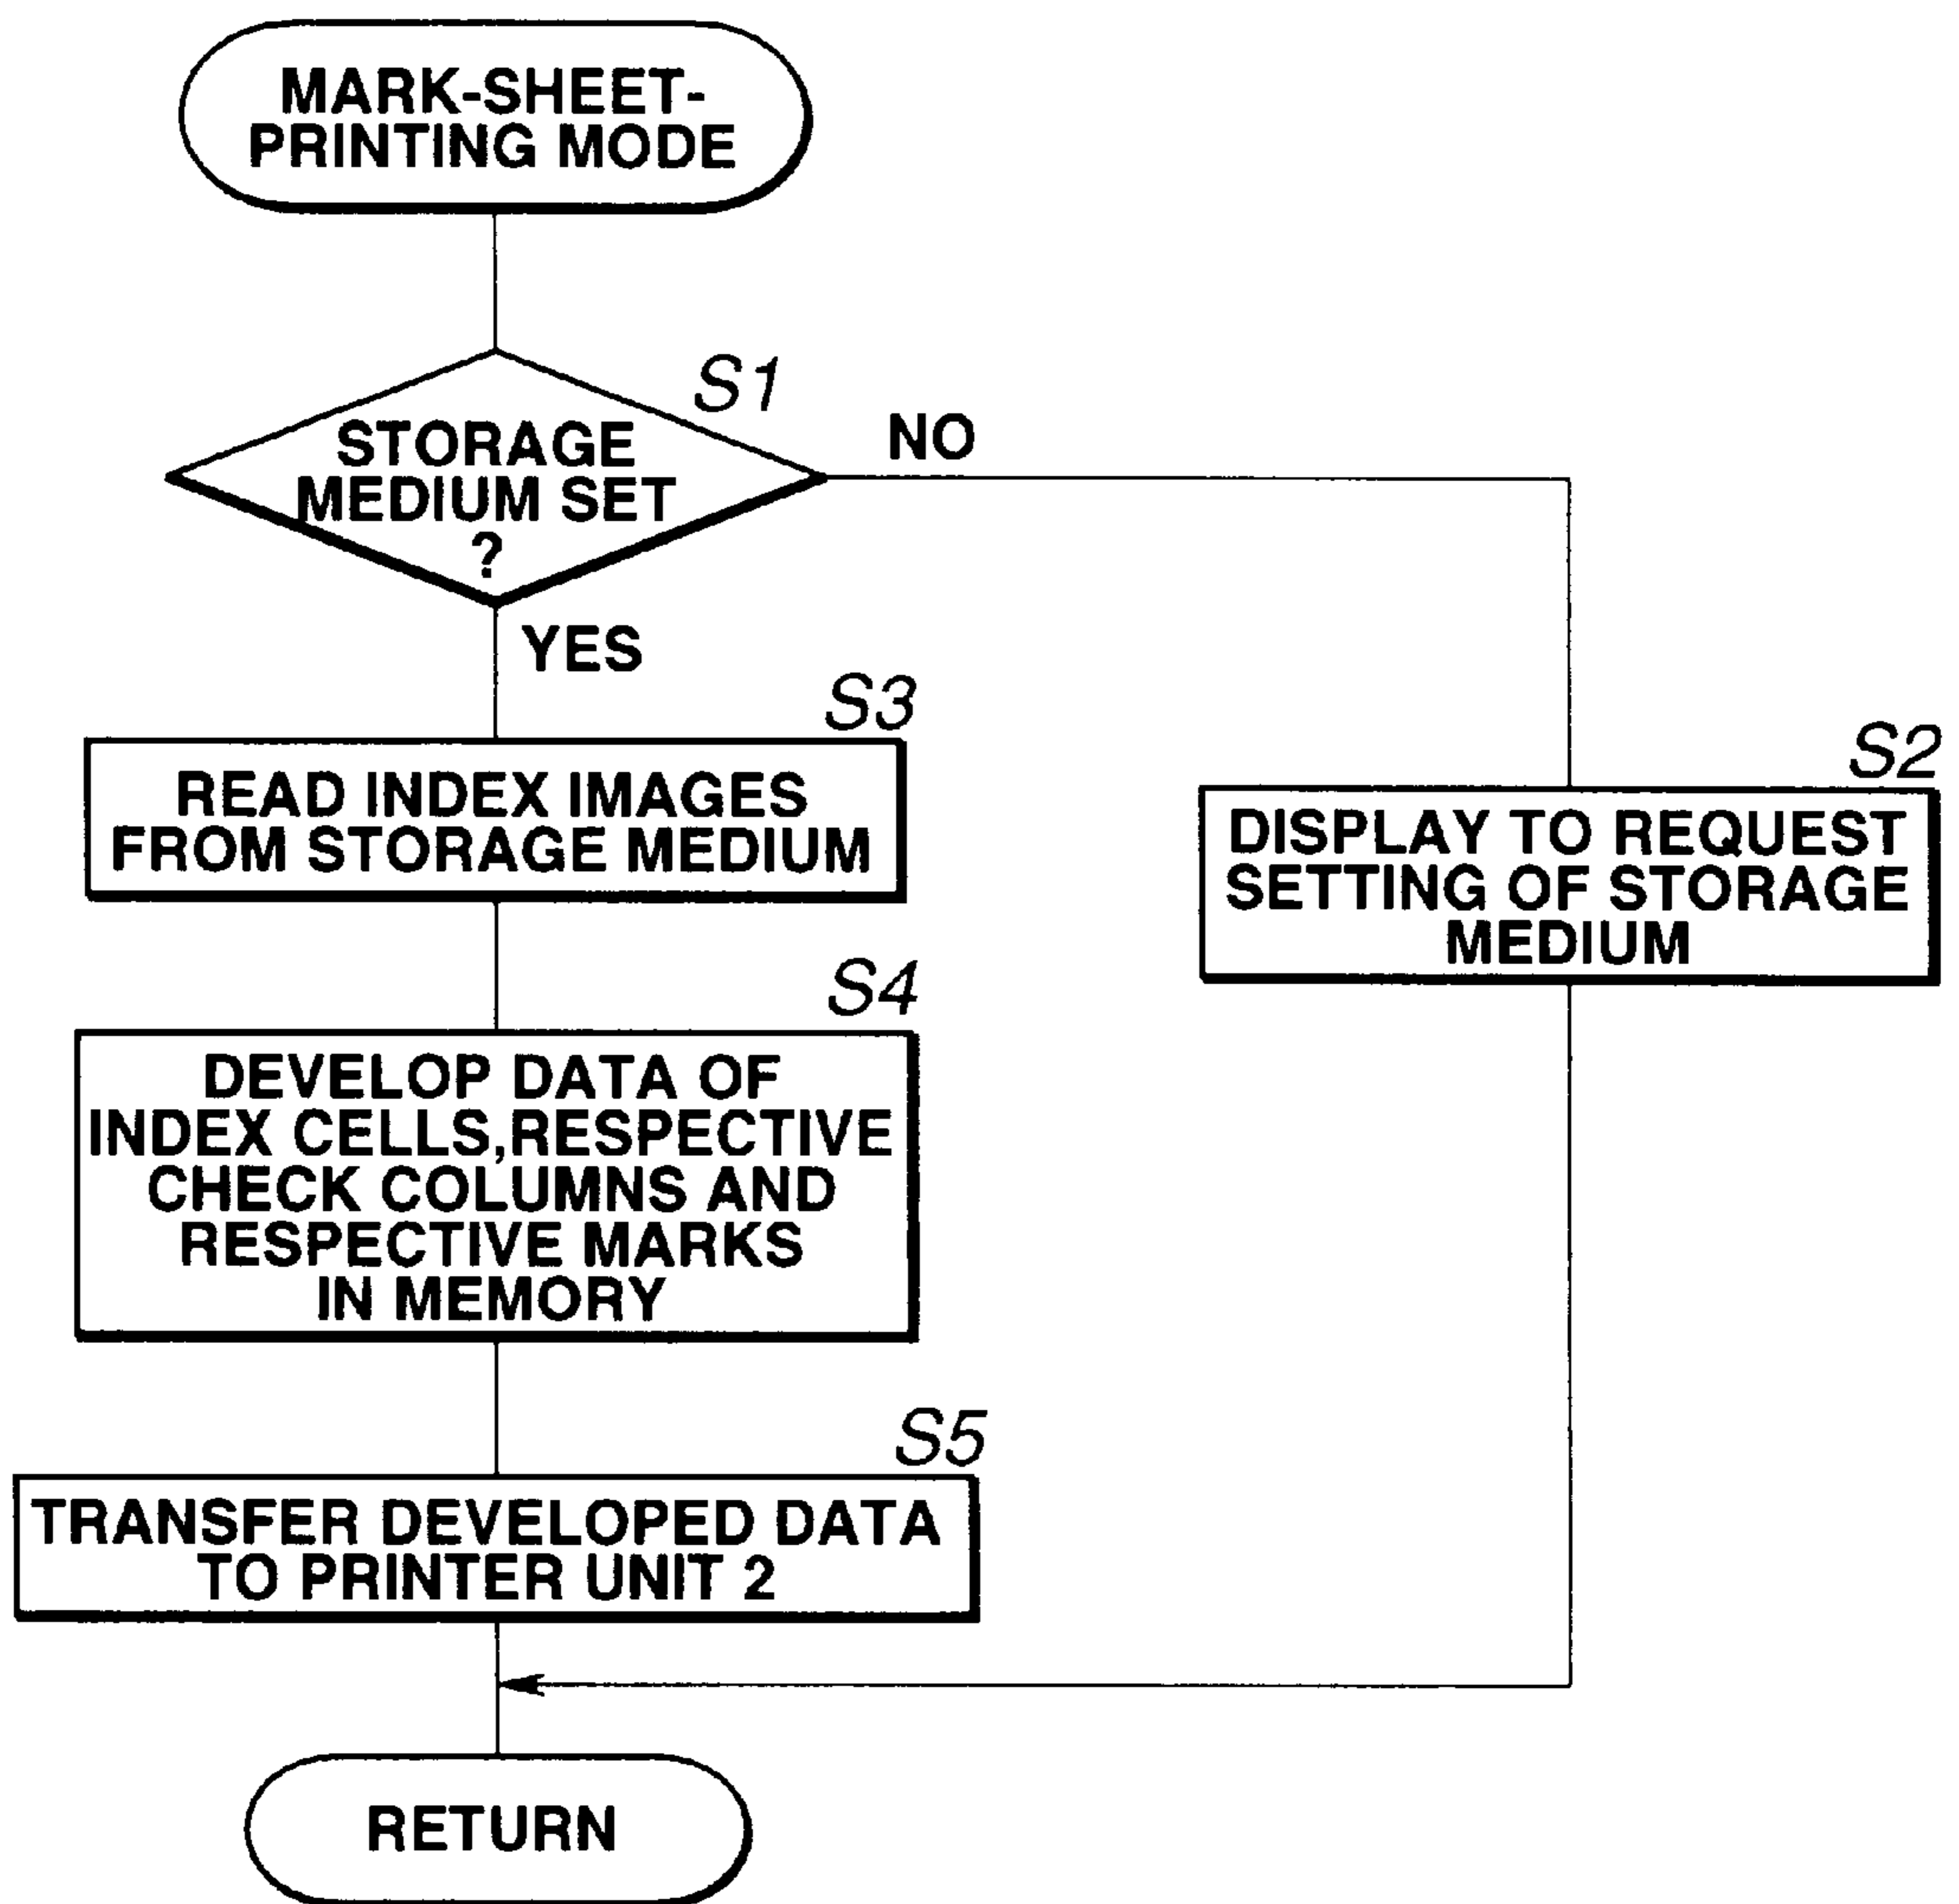 MARK-SHEET-
PRINTING MODE
S1
STORAGE
MEDIUM SET
?
NO
YES
S3
READ INDEX IMAGES
FROM STORAGE MEDIUM
S2
DISPLAY TO REQUEST
SETTING OF STORAGE
MEDIUM
S4
DEVELOP DATA OF
INDEX CELLS,RESPECTIVE
CHECK COLUMNS AND
RESPECTIVE MARKS
IN MEMORY
S5
TRANSFER DEVELOPED DATA
TO PRINTER UNIT 2
RETURN